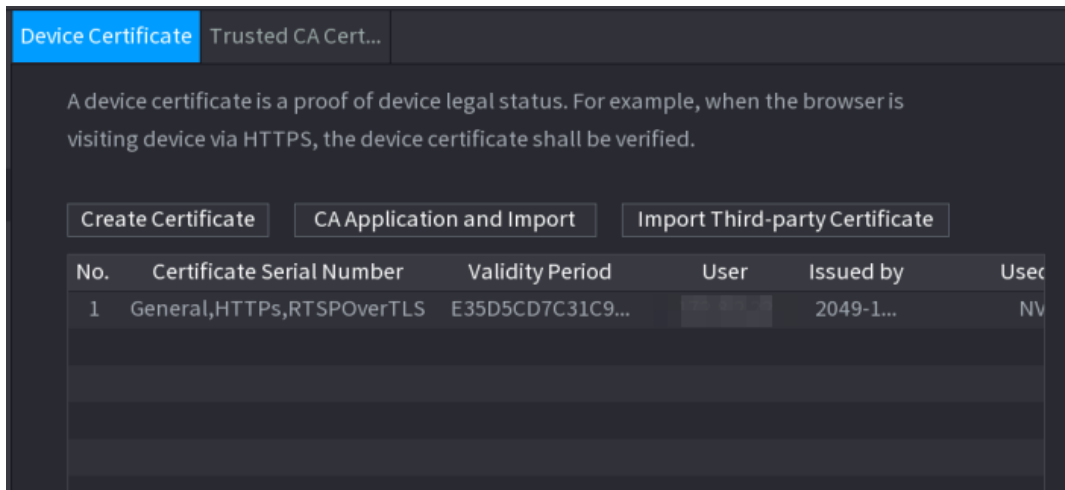 Device Certificate Trusted CA Cert...
A device certificate is a proof of device legal status. For example, when the browser is
visiting device via HTTPS, the device certificate shall be verified.
Create Certificate CA Application and Import Import Third-party Certificate
No. Certificate Serial Number Validity Period User Issued by Used
1 General,HTTPs,RTSPOverTLS E35D5CD7C31C9... 2049-1... NV